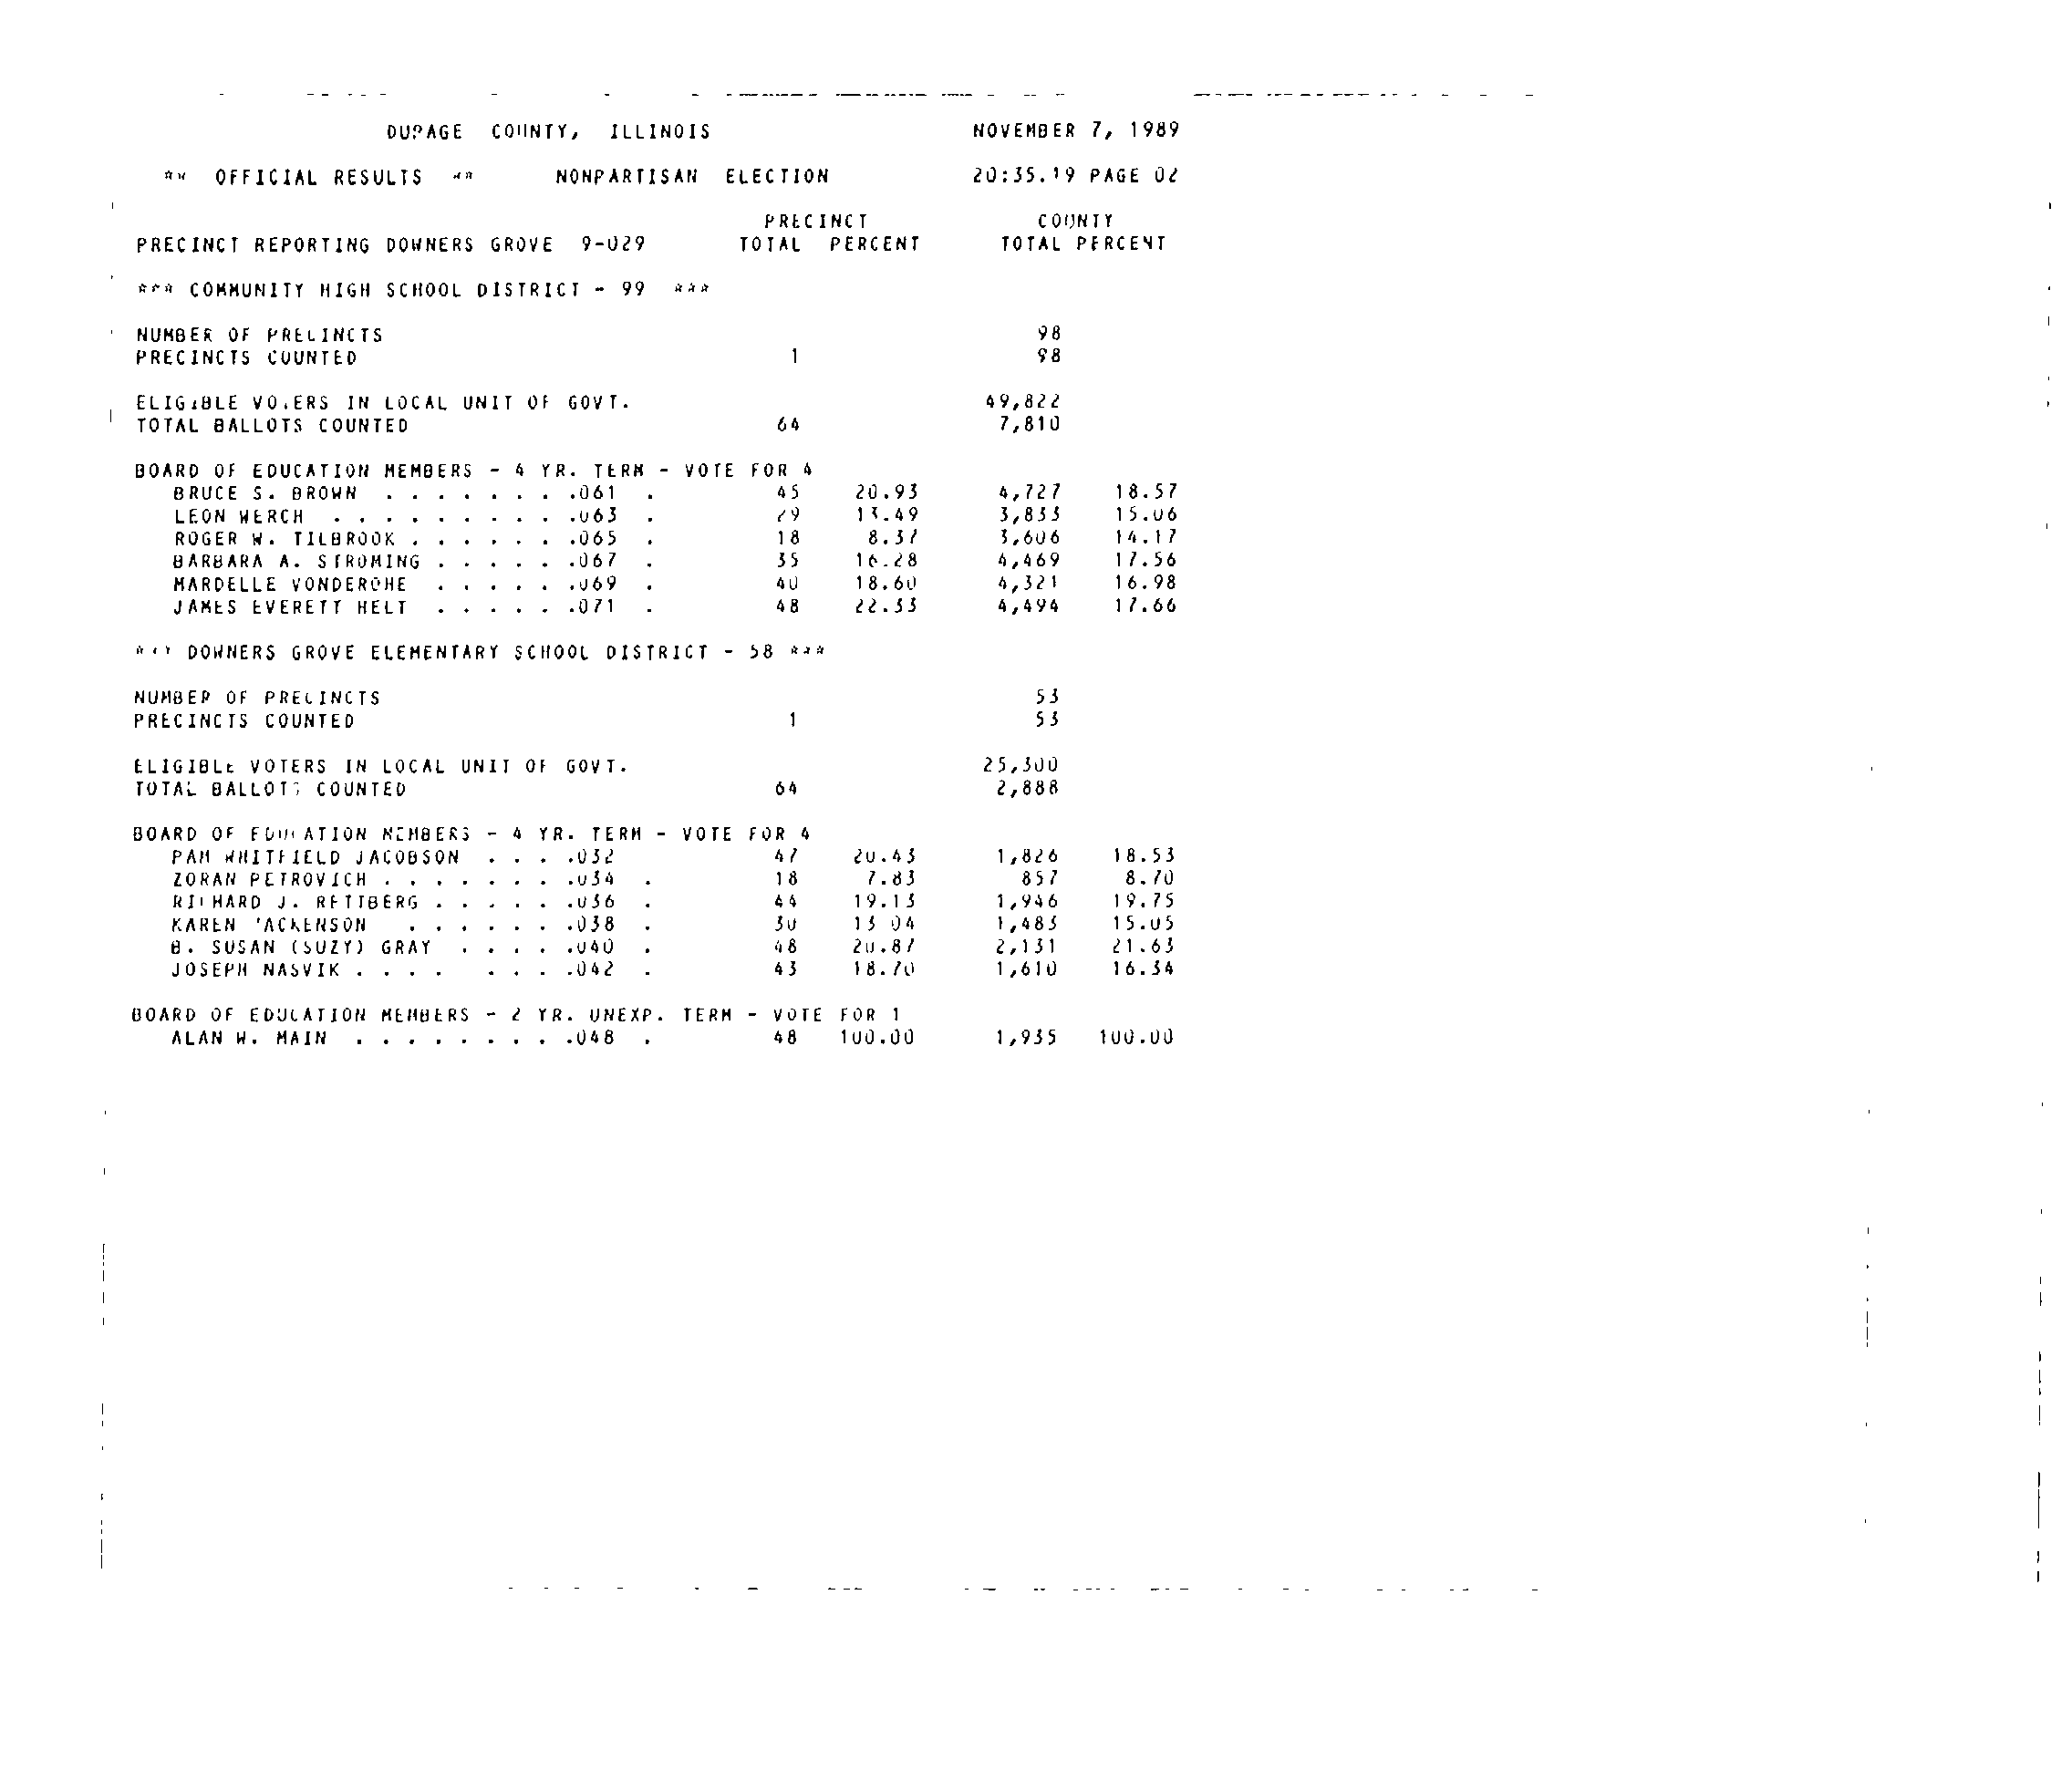 DUPAGE COUNTY, ILLINOIS NOVEMBER 7, 1989
** OFFICIAL RESULTS ** NONPARTISAN ELECTION 20:35.19 PAGE 02
PRECINCT COUNTY
PRECINCT REPORTING DOWNERS GROVE 9-029 TOTAL PERCENT TOTAL PERCENT
*** COMMUNITY HIGH SCHOOL DISTRICT - 99 ***
NUMBER OF PRECINCTS 98
PRECINCTS COUNTED 1 98
ELIGIBLE VOTERS IN LOCAL UNIT OF GOVT. 49,822
TOTAL BALLOTS COUNTED 64 7,810
BOARD OF EDUCATION MEMBERS - 4 YR. TERM - VOTE FOR 4
BRUCE S. BROWN . . . . . . . .061 . 45 20.93 4,727 18.57
LEON WERCH . . . . . . . . . .063 . 29 13.49 3,833 15.06
ROGER W. TILBROOK . . . . . . .065 . 18 8.37 3,606 14.17
BARBARA A. STROMING . . . . . .067 . 35 16.28 4,469 17.56
MARDELLE VONDEROHE . . . . . .069 . 40 18.60 4,321 16.98
JAMES EVERETT HELT . . . . . .071 . 48 22.33 4,494 17.66
*** DOWNERS GROVE ELEMENTARY SCHOOL DISTRICT - 58 ***
NUMBER OF PRECINCTS 53
PRECINCTS COUNTED 1 53
ELIGIBLE VOTERS IN LOCAL UNIT OF GOVT. 25,300
TOTAL BALLOTS COUNTED 64 2,888
BOARD OF EDUCATION MEMBERS - 4 YR. TERM - VOTE FOR 4
PAM WHITFIELD JACOBSON . . . .032 47 20.43 1,826 18.53
ZORAN PETROVICH . . . . . . . .034 . 18 7.83 857 8.70
RICHARD J. RETTBERG . . . . . .036 . 44 19.13 1,946 19.75
KAREN . . . . . . .038 . 30 13 04 1,483 15.05
B. SUSAN (SUZY) GRAY . . . . .040 . 48 20.87 2,131 21.63
JOSEPH NASVIK . . . . . . . .042 . 43 18.70 1,610 16.34
BOARD OF EDUCATION MEMBERS - 2 YR. UNEXP. TERM - VOTE FOR 1
ALAN W. MAIN . . . . . . . . .048 . 48 100.00 1,935 100.00